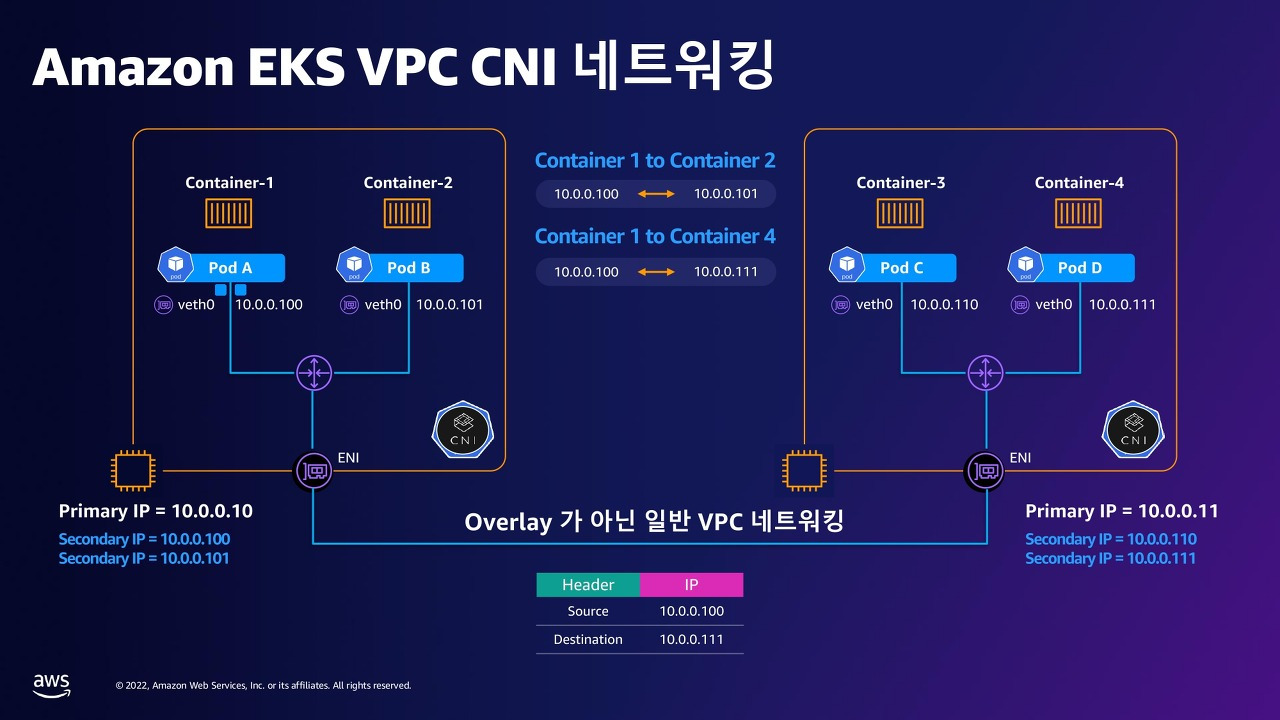 Amazon EKS VPC CNI 네트워킹
Container-1
Container-2
pod
Pod A
pod
Pod B
veth0
10.0.0.100
veth0
10.0.0.101
CNI
ENI
Primary IP = 10.0.0.10
Secondary IP = 10.0.0.100
Secondary IP = 10.0.0.101
Container 1 to Container 2
10.0.0.100
10.0.0.101
Container 1 to Container 4
10.0.0.100
10.0.0.111
Container-3
Container-4
pod
Pod C
pod
Pod D
veth0
10.0.0.110
veth0
10.0.0.111
CNI
ENI
Primary IP = 10.0.0.11
Secondary IP = 10.0.0.110
Secondary IP = 10.0.0.111
Overlay 가 아닌 일반 VPC 네트워킹
Header IP
Source 10.0.0.100
Destination 10.0.0.111
aws
© 2022, Amazon Web Services, Inc. or its affiliates. All rights reserved.